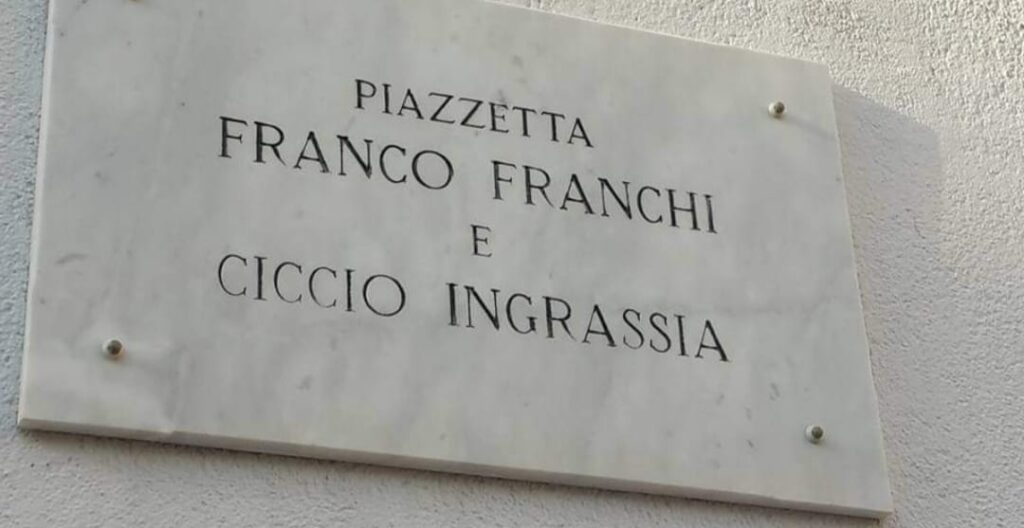 PIAZZETTA
FRANCO FRANCHI
E
CICCIO INGRASSIA